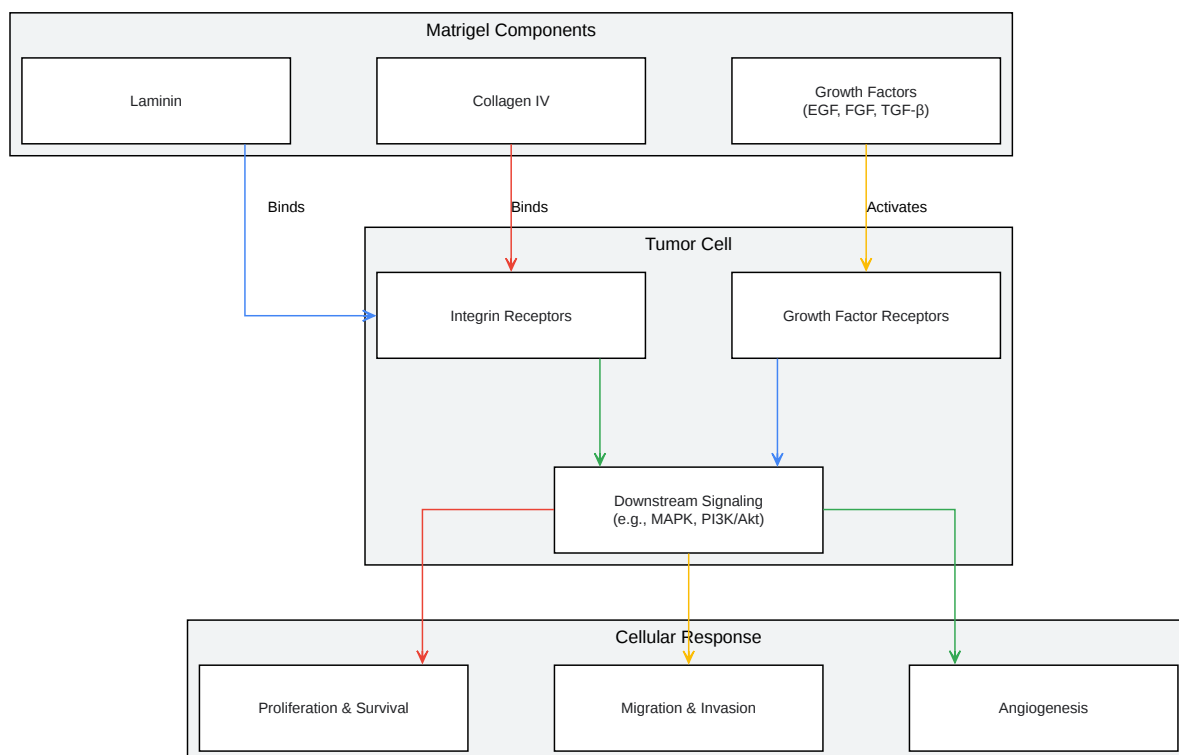 Matrigel Components
Laminin
Collagen IV
Growth Factors
(EGF, FGF, TGF-β)
Binds
Binds
Activates
Tumor Cell
Integrin Receptors
Growth Factor Receptors
Downstream Signaling
(e.g., MAPK, PI3K/Akt)
Cellular Response
Proliferation & Survival
Migration & Invasion
Angiogenesis